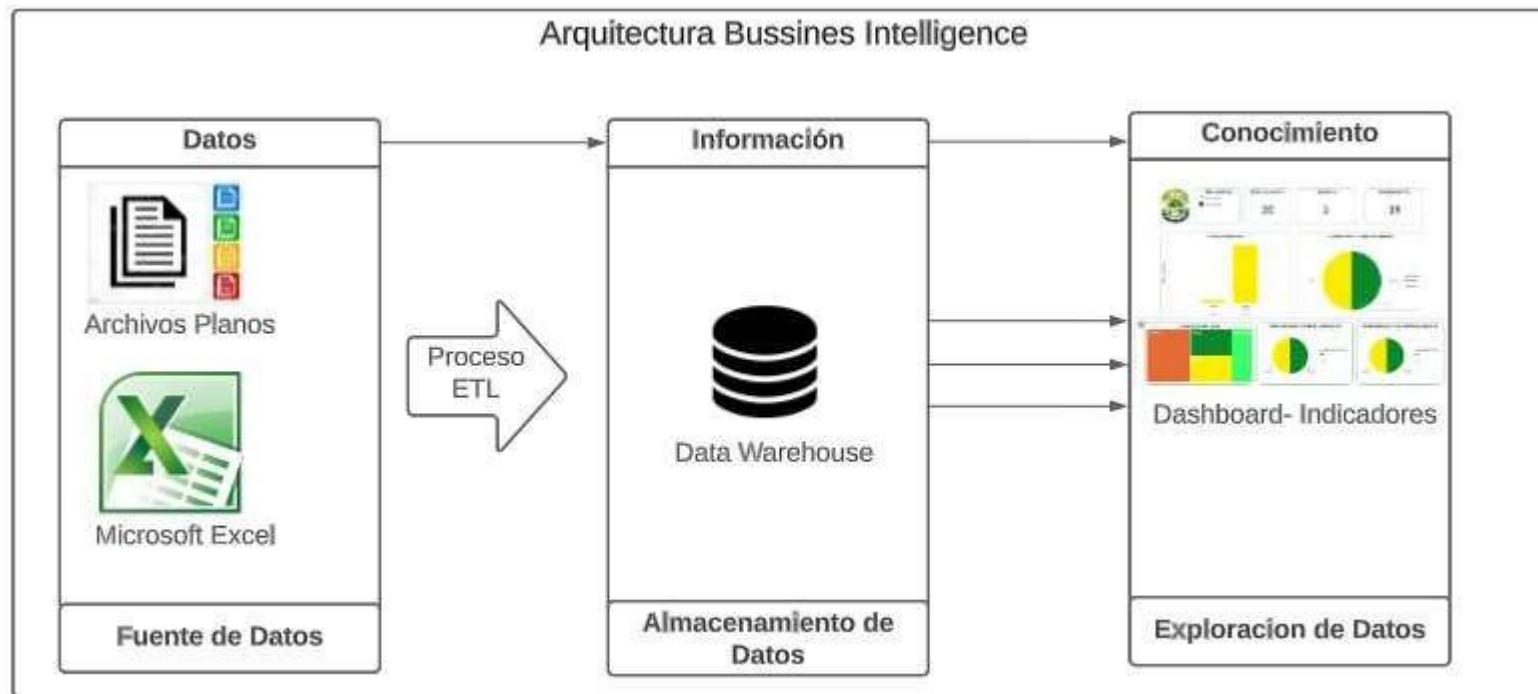 Arquitectura Bussines Intelligence
Datos
Archivos Planos
Microsoft Excel
Fuente de Datos
Proceso
ETL
Información
Data Warehouse
Almacenamiento de
Datos
Conocimiento
Dashboard- Indicadores
Exploracion de Datos